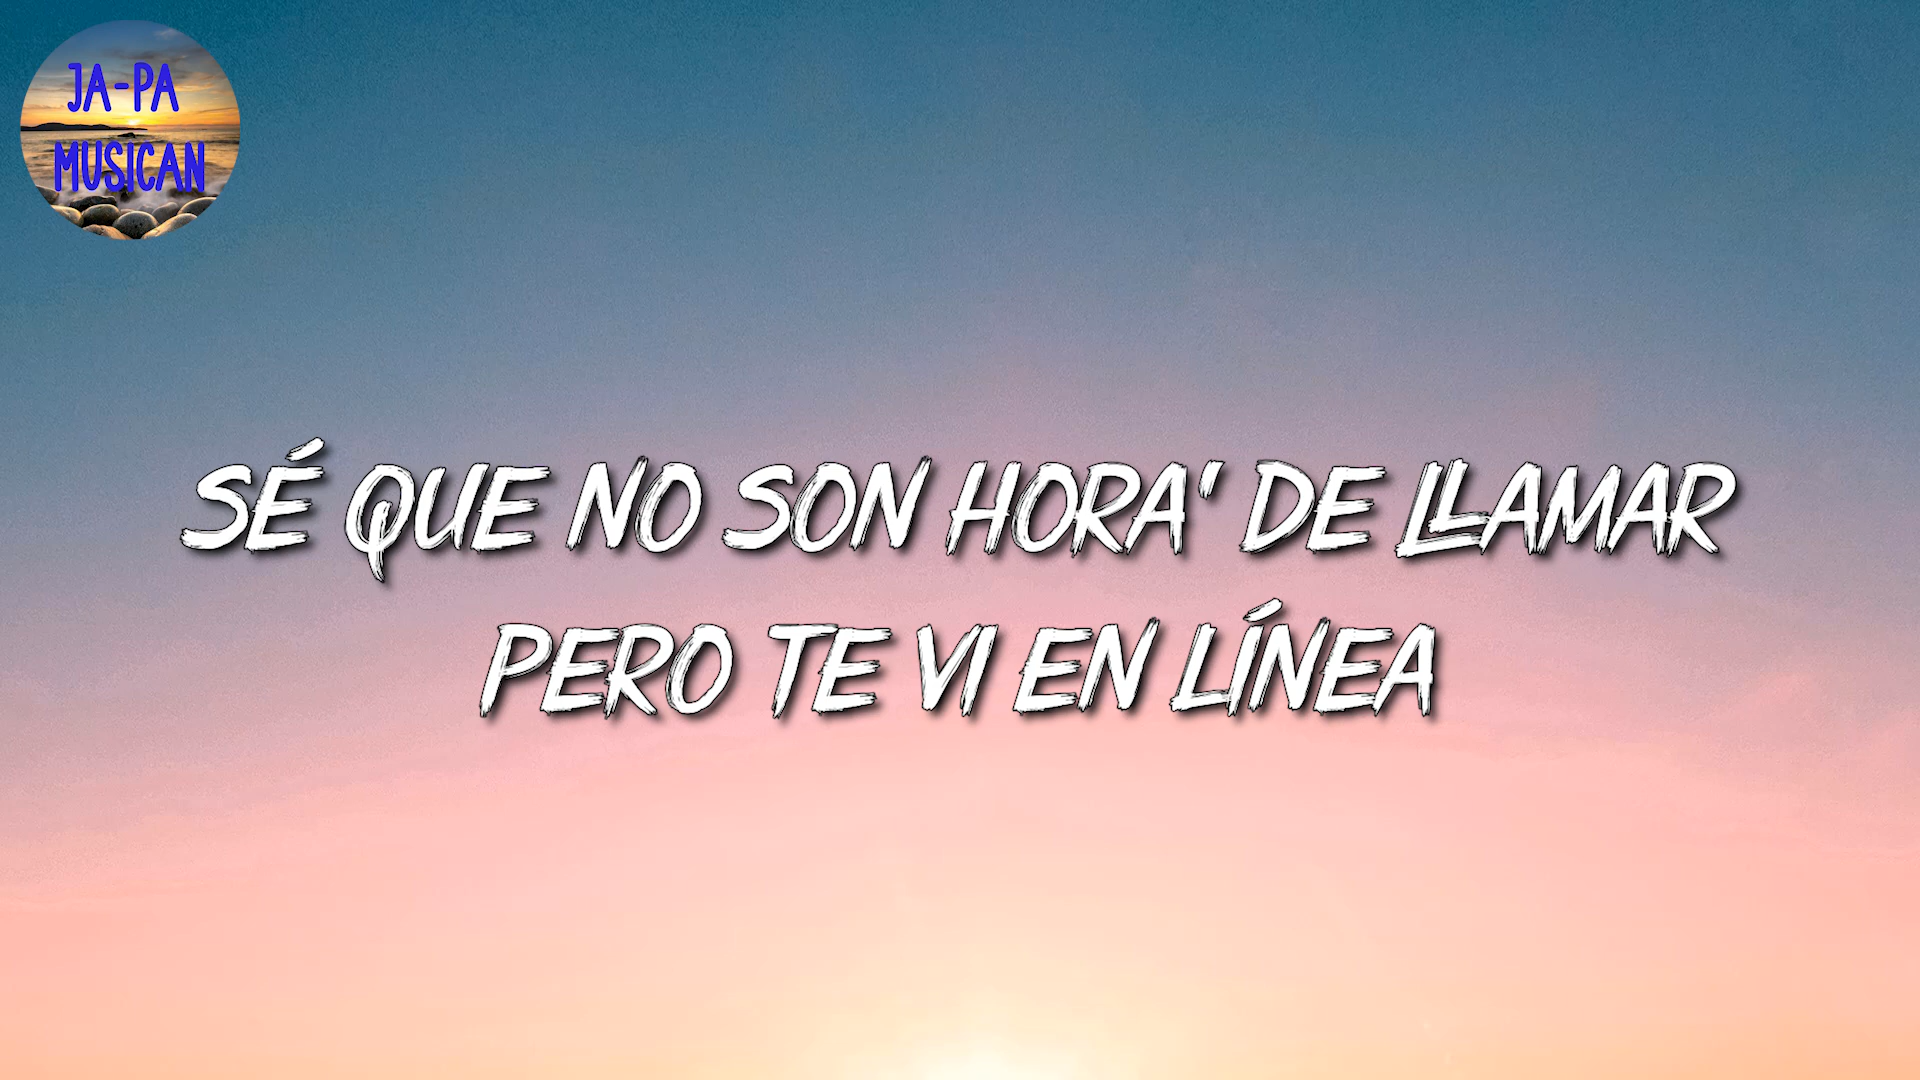 JA-PA
MUSICAN
SÉ QUE NO SON HORA' DE LLAMAR
PERO TE VI EN LÍNEA